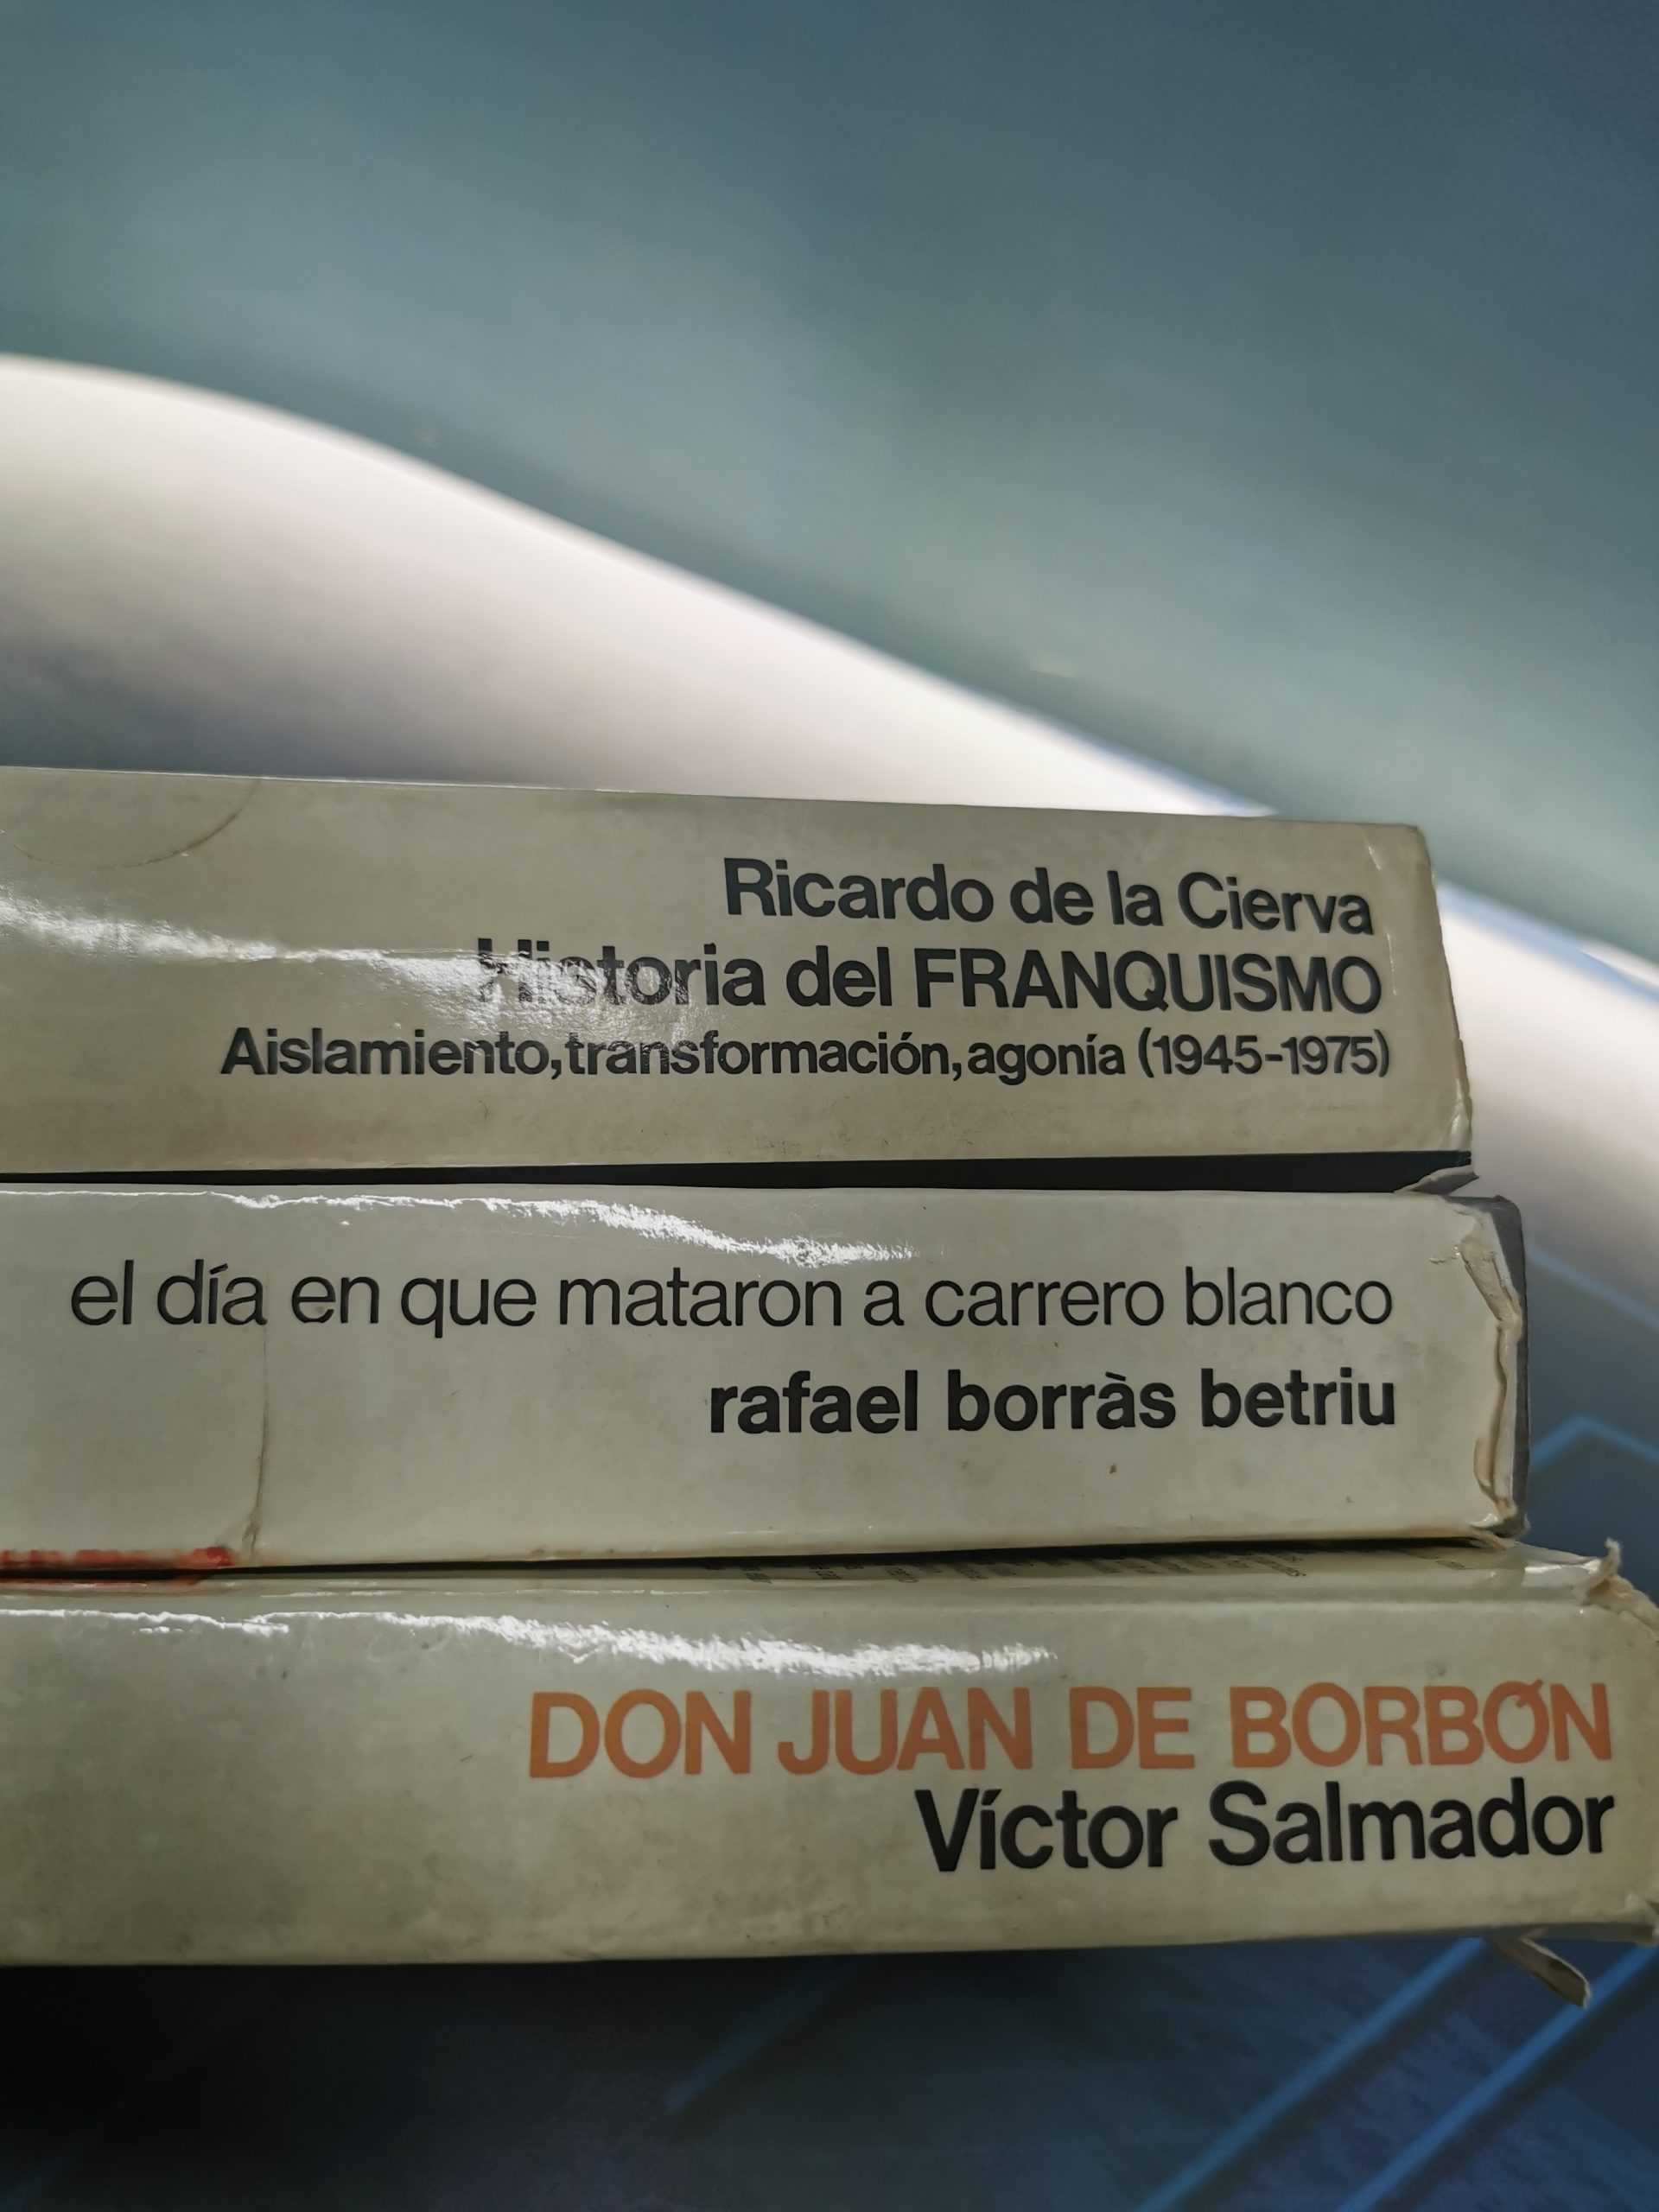 Ricardo de la Cierva
Historia del FRANQUISMO
Aislamiento, transformación, agonía (1945-1975)
el día en que mataron a carrero blanco
rafael borràs betriu
DON JUAN DE BORBÓN
Víctor Salmador